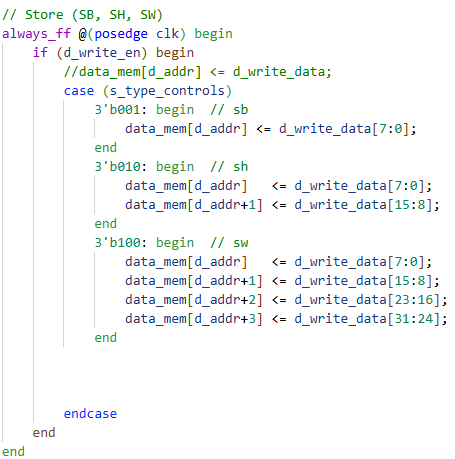 // Store (SB, SH, SW)
always_ff @(posedge clk) begin
    if (d_write_en) begin
        //data_mem[d_addr] <= d_write_data;
        case (s_type_controls)
            3'b001: begin  // sb
                data_mem[d_addr] <= d_write_data[7:0];
            end
            3'b010: begin  // sh
                data_mem[d_addr]   <= d_write_data[7:0];
                data_mem[d_addr+1] <= d_write_data[15:8];
            end
            3'b100: begin  // sw
                data_mem[d_addr]   <= d_write_data[7:0];
                data_mem[d_addr+1] <= d_write_data[15:8];
                data_mem[d_addr+2] <= d_write_data[23:16];
                data_mem[d_addr+3] <= d_write_data[31:24];
            end
        endcase
    end
end